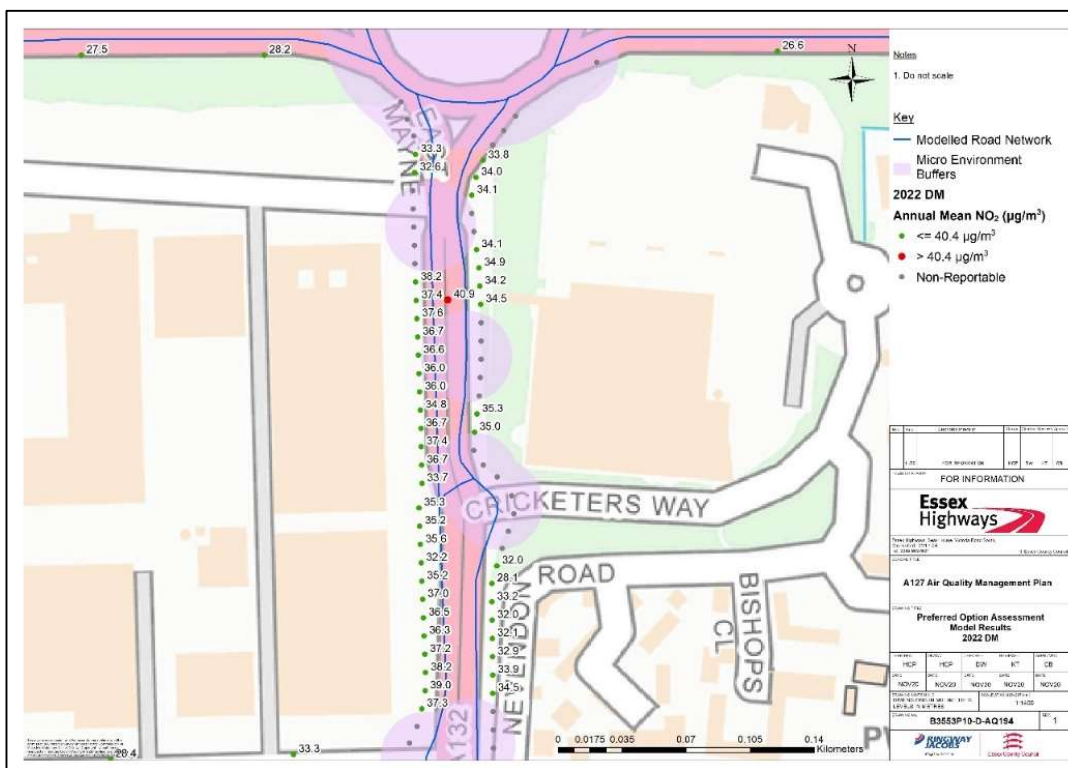 27.5
28.2
26.6
N
EAST
MAYNE
33.3
32.6
33.8
34.0
34.1
34.1
34.9
34.2
34.5
38.2
37.4
40.9
37.6
36.7
36.6
36.0
36.0
34.8
36.7
37.4
36.7
33.7
35.3
35.0
CRICKETERS WAY
35.3
35.2
35.6
32.2
35.2
37.0
36.5
36.3
37.2
38.2
39.0
37.3
32.0
28.1
33.2
32.0
32.1
32.9
33.9
34.5
ROAD
NEVENDON
BISHOPS
CL
A132
28.4
33.3
0 0.0175 0.035 0.07 0.105 0.14
Kilometers
Notes
1. Do not scale
Key
Modelled Road Network
Micro Environment
Buffers
2022 DM
Annual Mean NO₂ (µg/m³)
<= 40.4 µg/m³
> 40.4 µg/m³
Non-Reportable
FOR INFORMATION
Essex
Highways
A127 Air Quality Management Plan
Preferred Option Assessment
Model Results
2022 DM
HCP HCP DW KT CB
NOV20 NOV20 NOV20 NOV20 NOV20
B3553P10-D-AQ194
1
RINGWAY
JACOBS
Essex County Council